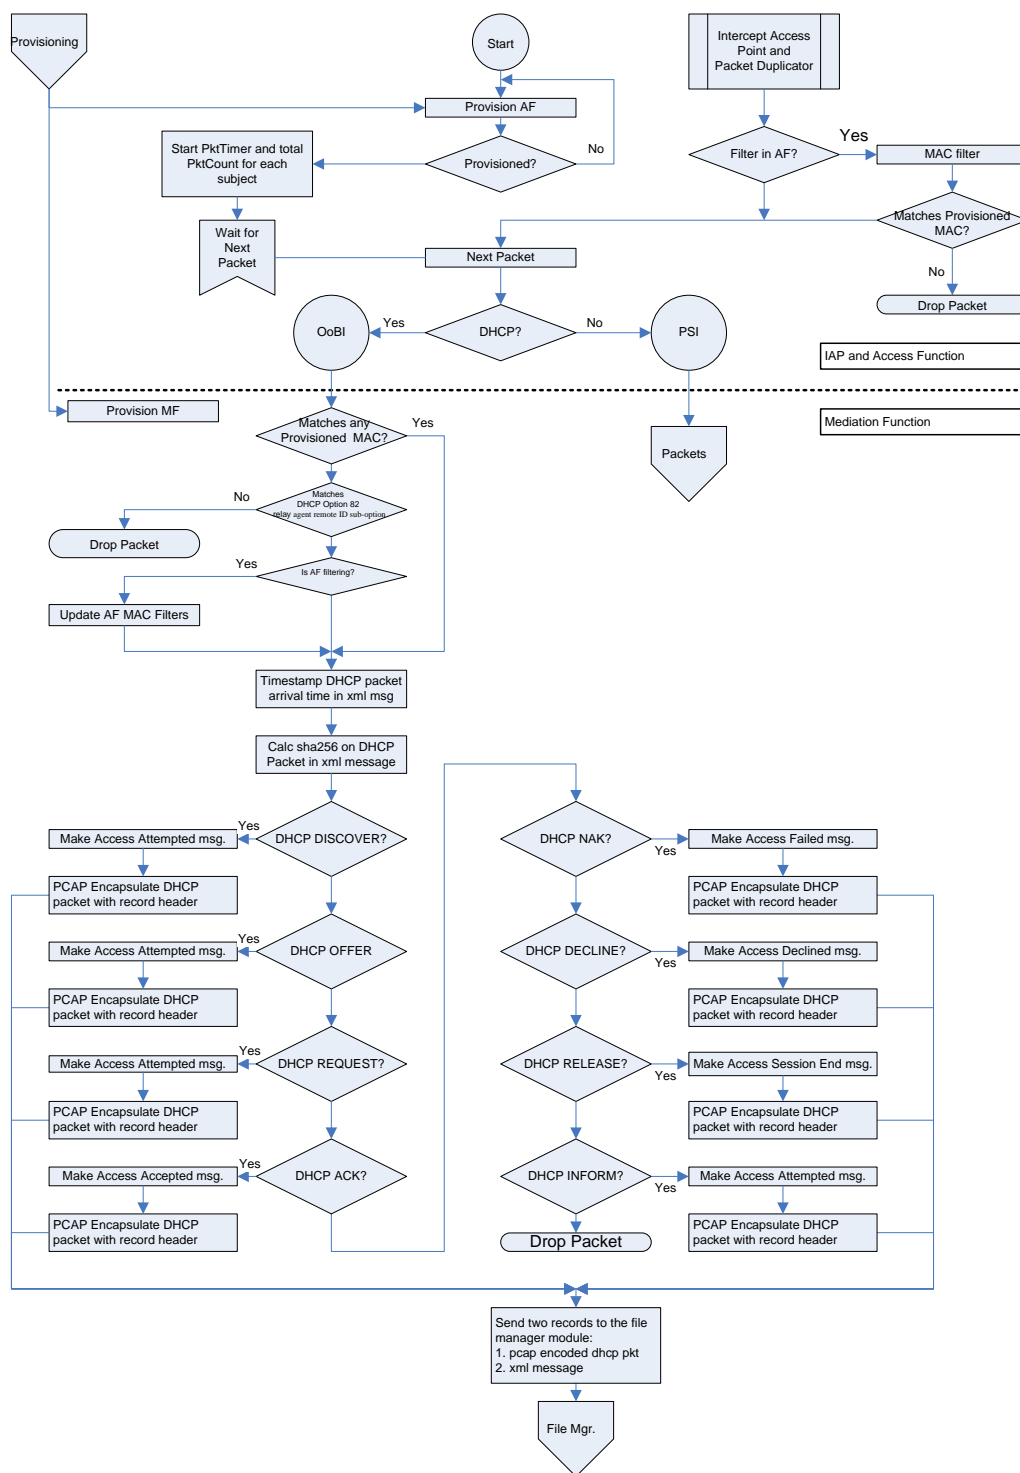 Provisioning
Start
Intercept Access
Point and
Packet Duplicator
Provision AF
Yes
Start PktTimer and total
PktCount for each
subject
Provisioned?
No
Filter in AF?
MAC filter
Wait for
Next
Packet
Next Packet
Matches Provisioned
MAC?
No
Drop Packet
OoBI
Yes
DHCP?
No
PSI
IAP and Access Function
Provision MF
Mediation Function
Matches any
Provisioned MAC?
Yes
Packets
Matches
DHCP Option 82
relay agent remote ID sub-option
No
Drop Packet
Is AF filtering?
Yes
Update AF MAC Filters
Timestamp DHCP packet
arrival time in xml msg
Calc sha256 on DHCP
Packet in xml message
Make Access Attempted msg.
Yes
DHCP DISCOVER?
PCAP Encapsulate DHCP
packet with record header
Make Access Attempted msg.
Yes
DHCP OFFER
PCAP Encapsulate DHCP
packet with record header
Make Access Attempted msg.
Yes
DHCP REQUEST?
PCAP Encapsulate DHCP
packet with record header
Make Access Accepted msg.
Yes
DHCP ACK?
PCAP Encapsulate DHCP
packet with record header
DHCP NAK?
Yes
Make Access Failed msg.
PCAP Encapsulate DHCP
packet with record header
DHCP DECLINE?
Yes
Make Access Declined msg.
PCAP Encapsulate DHCP
packet with record header
DHCP RELEASE?
Yes
Make Access Session End msg.
PCAP Encapsulate DHCP
packet with record header
DHCP INFORM?
Yes
Make Access Attempted msg.
PCAP Encapsulate DHCP
packet with record header
Drop Packet
Send two records to the file
manager module:
1. pcap encoded dhcp pkt
2. xml message
File Mgr.